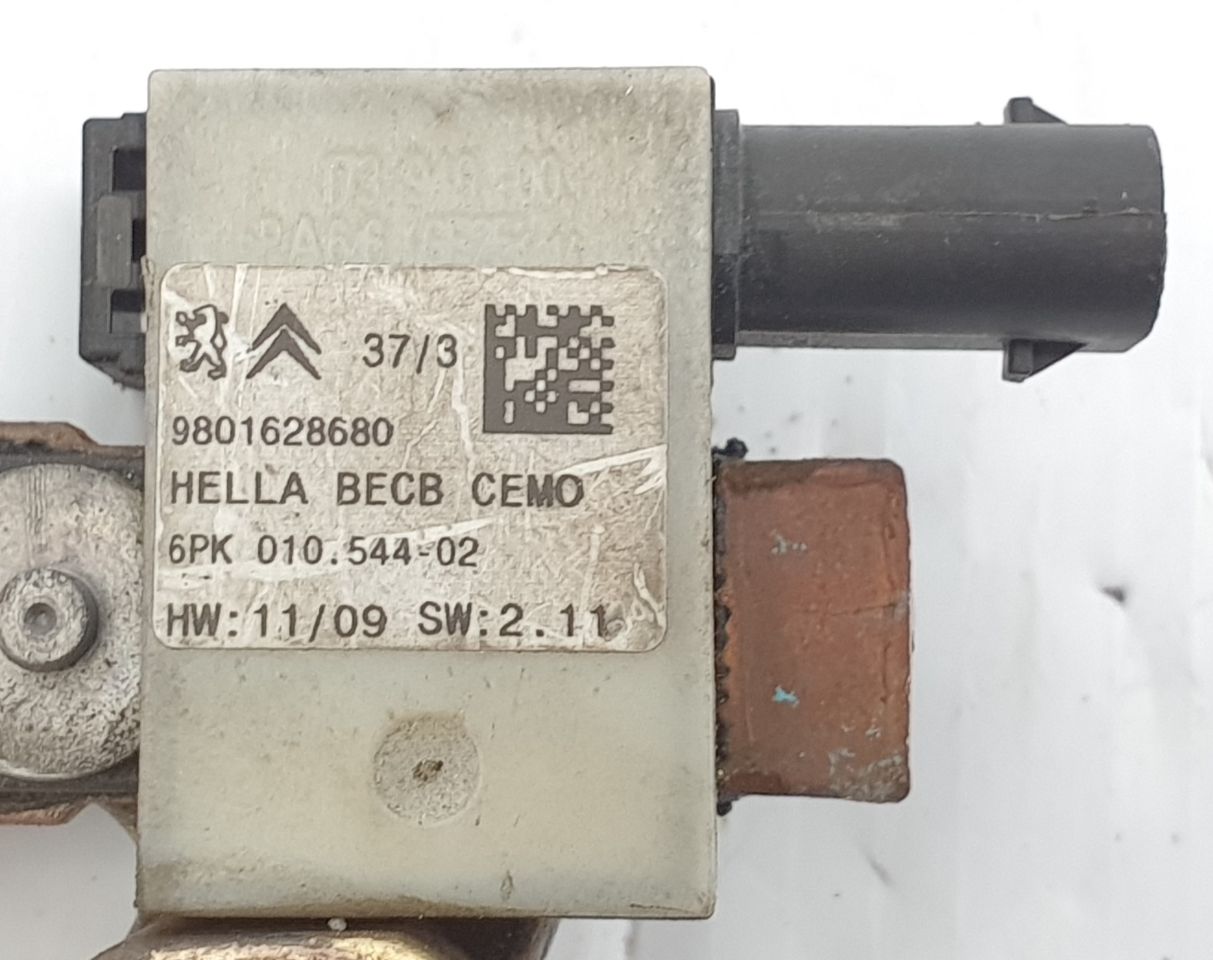 37/3
9801628680
HELLA BECB CEMO
6PK 010.544-02
HW:11/09 SW:2.11